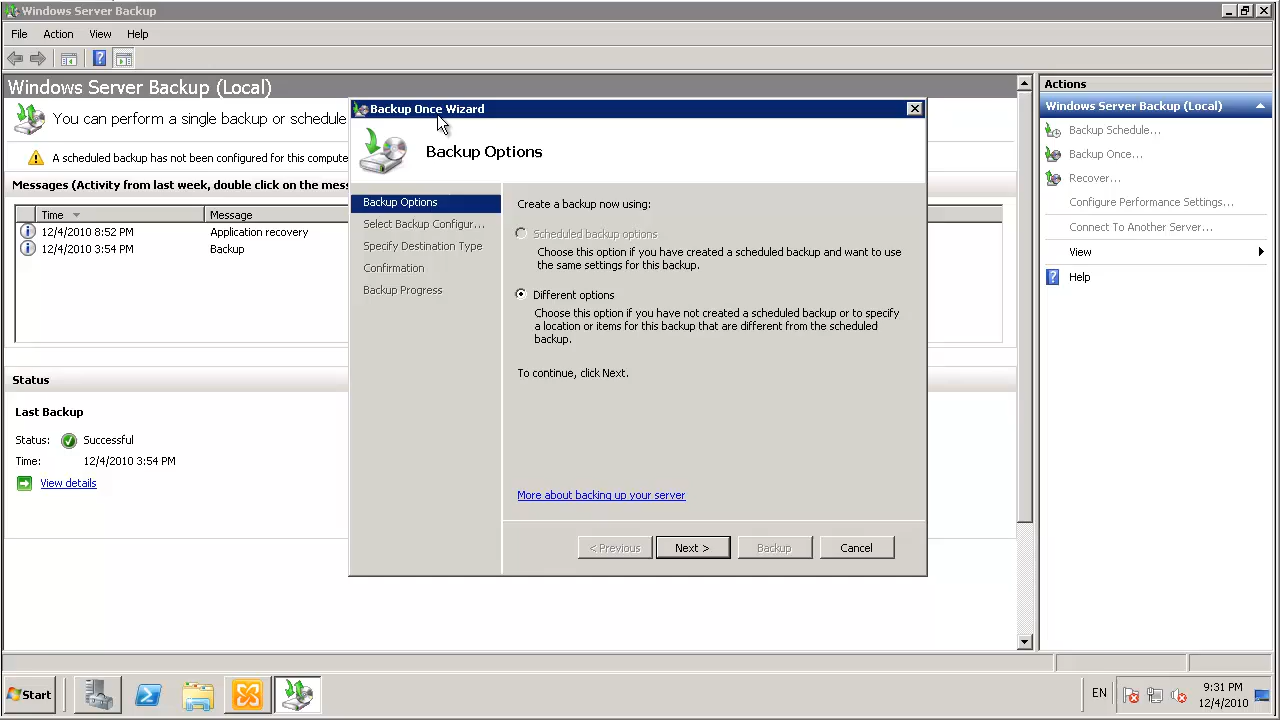 Windows Server Backup
File Action View Help
Windows Server Backup (Local)
You can perform a single backup or schedule
A scheduled backup has not been configured for this compute
Messages (Activity from last week, double click on the mess
Time Message
12/4/2010 8:52 PM Application recovery
12/4/2010 3:54 PM Backup
Status
Last Backup
Status: Successful
Time: 12/4/2010 3:54 PM
View details
Backup Once Wizard
Backup Options
Backup Options
Select Backup Configur...
Specify Destination Type
Confirmation
Backup Progress
Create a backup now using:
Scheduled backup options
Choose this option if you have created a scheduled backup and want to use
the same settings for this backup.
Different options
Choose this option if you have not created a scheduled backup or to specify
a location or items for this backup that are different from the scheduled
backup.
To continue, click Next.
More about backing up your server
< Previous Next > Backup Cancel
Actions
Windows Server Backup (Local)
Backup Schedule...
Backup Once...
Recover...
Configure Performance Settings...
Connect To Another Server...
View
Help
Start
EN
9:31 PM
12/4/2010